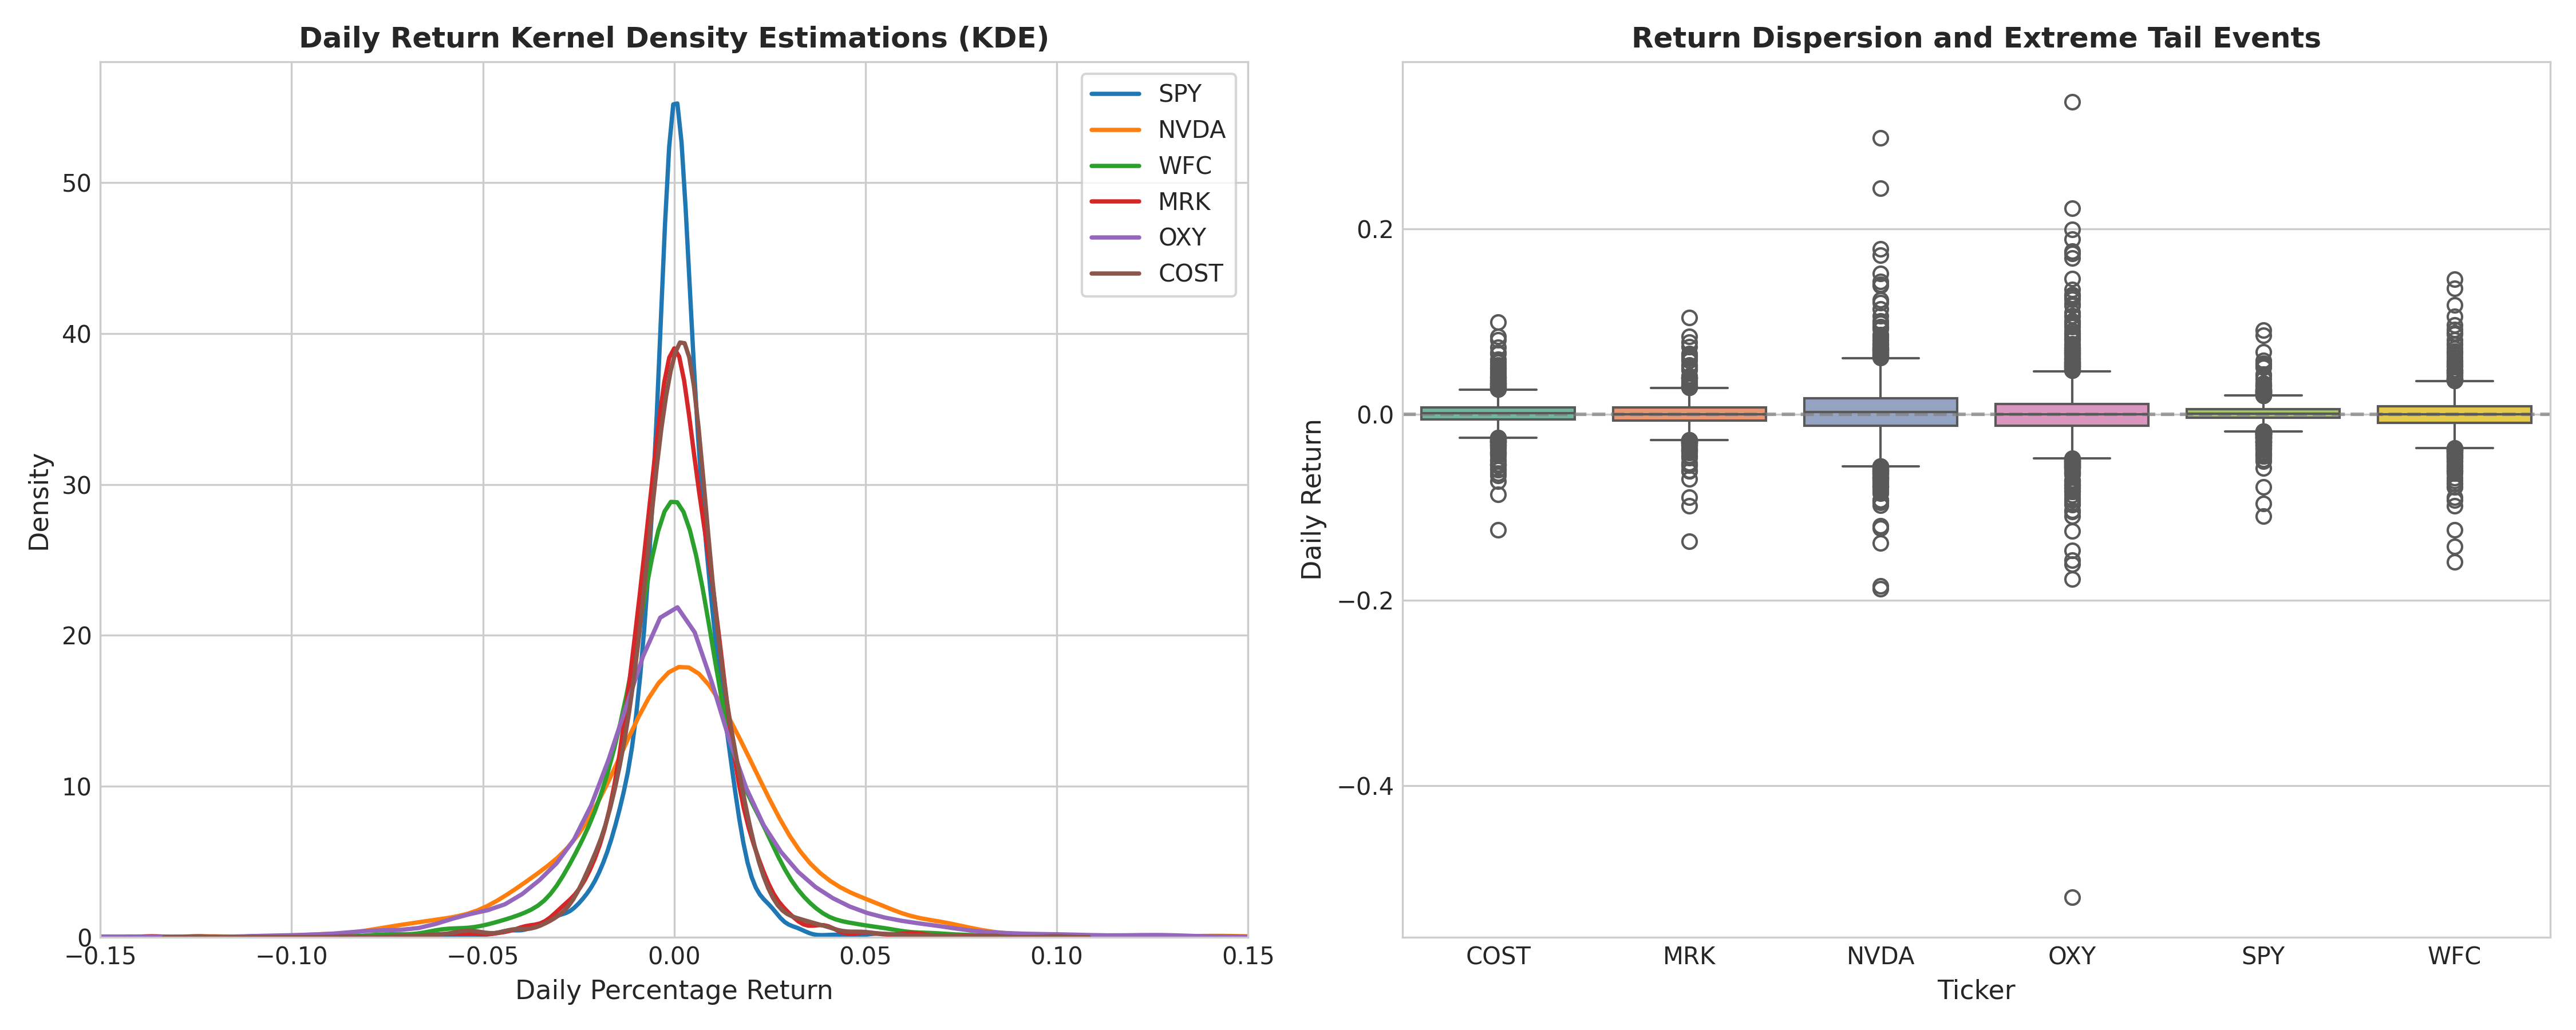 Daily Return Kernel Density Estimations (KDE)
SPY
NVDA
WFC
MRK
OXY
COST
50
40
30
20
10
0
Density
−0.15
−0.10
−0.05
0.00
0.05
0.10
0.15
Daily Percentage Return
Return Dispersion and Extreme Tail Events
0.2
0.0
−0.2
−0.4
Daily Return
COST
MRK
NVDA
OXY
SPY
WFC
Ticker